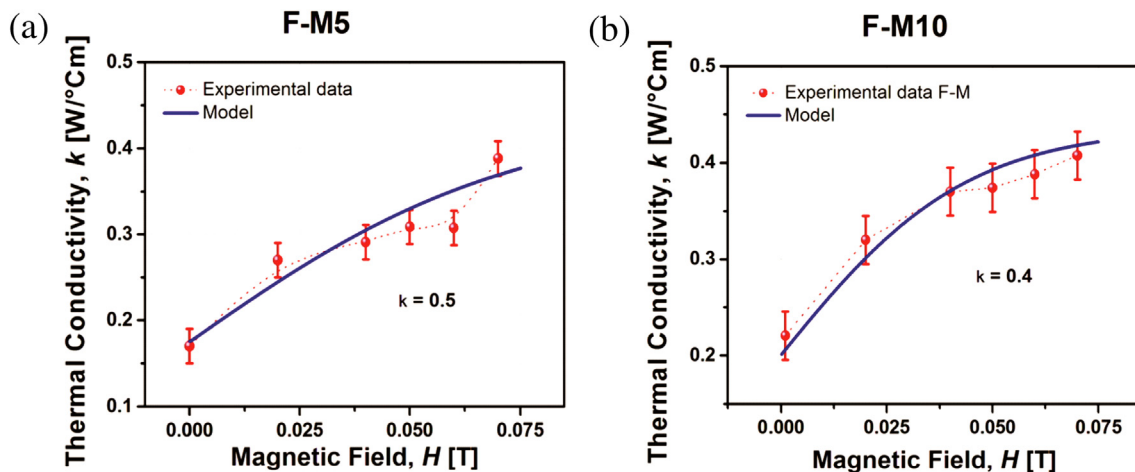 (a)
F-M5
Thermal Conductivity, k [W/°Cm]
0.5
0.4
0.3
0.2
0.1
Experimental data
Model
κ = 0.5
0.000 0.025 0.050 0.075
Magnetic Field, H [T]
(b)
F-M10
Thermal Conductivity, k [W/°Cm]
0.5
0.4
0.3
0.2
Experimental data F-M
Model
κ = 0.4
0.000 0.025 0.050 0.075
Magnetic Field, H [T]